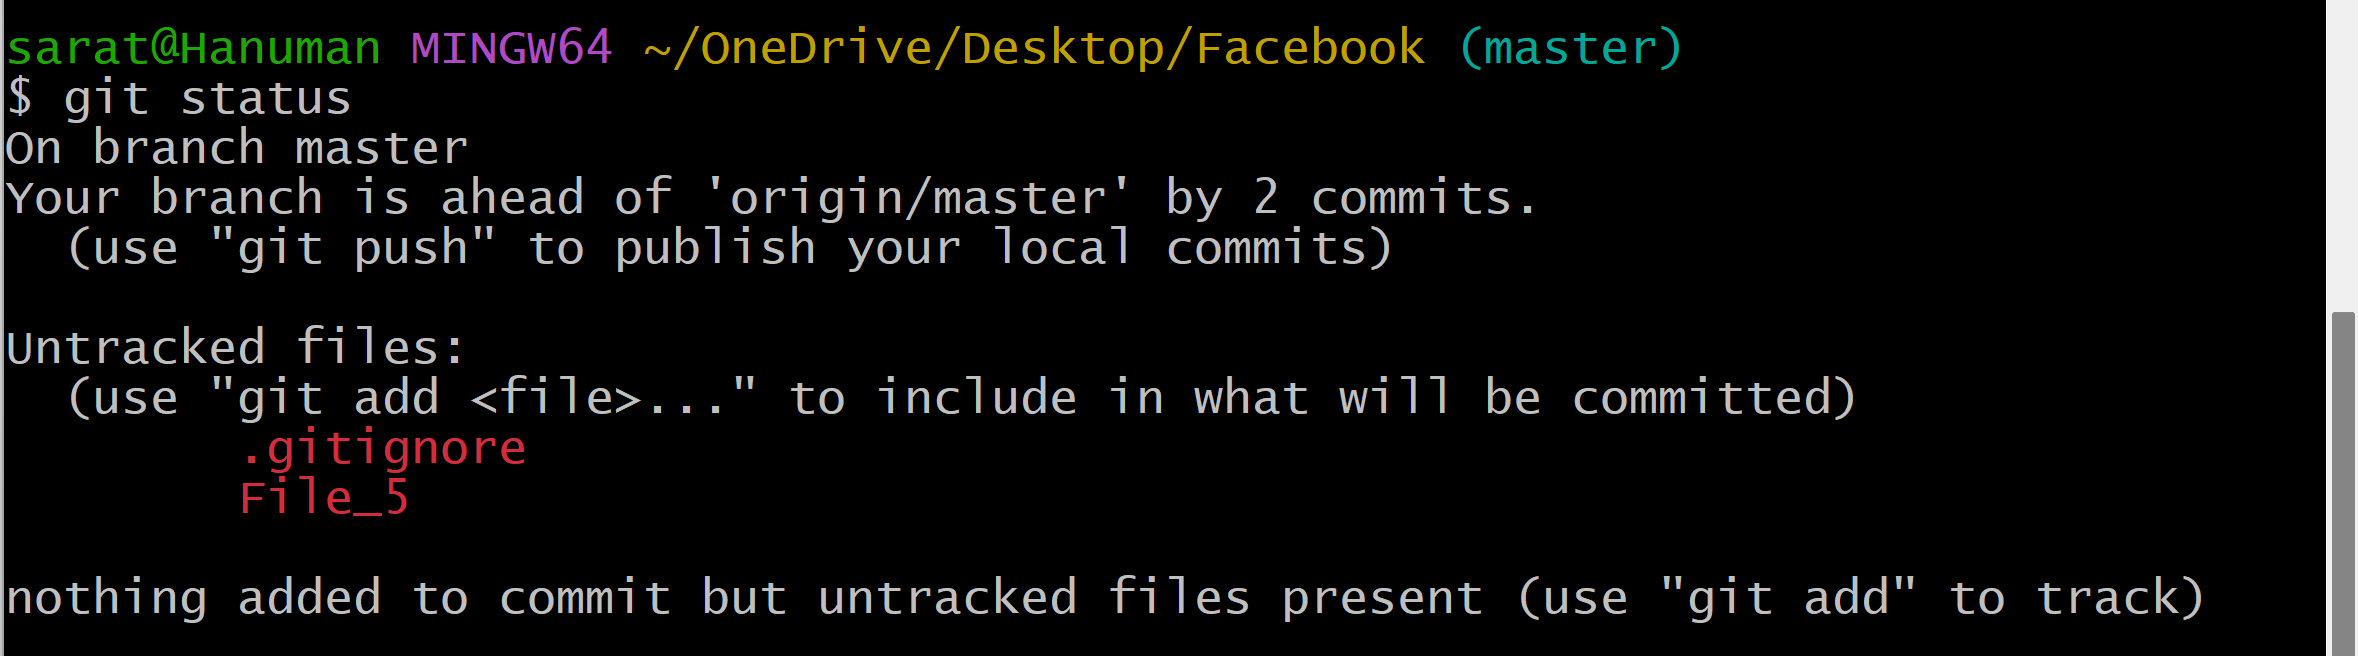 sarat@Hanuman MINGW64 ~/OneDrive/Desktop/Facebook (master)
$ git status
On branch master
Your branch is ahead of 'origin/master' by 2 commits.
  (use "git push" to publish your local commits)

Untracked files:
  (use "git add <file>..." to include in what will be committed)
        .gitignore
        File_5

nothing added to commit but untracked files present (use "git add" to track)